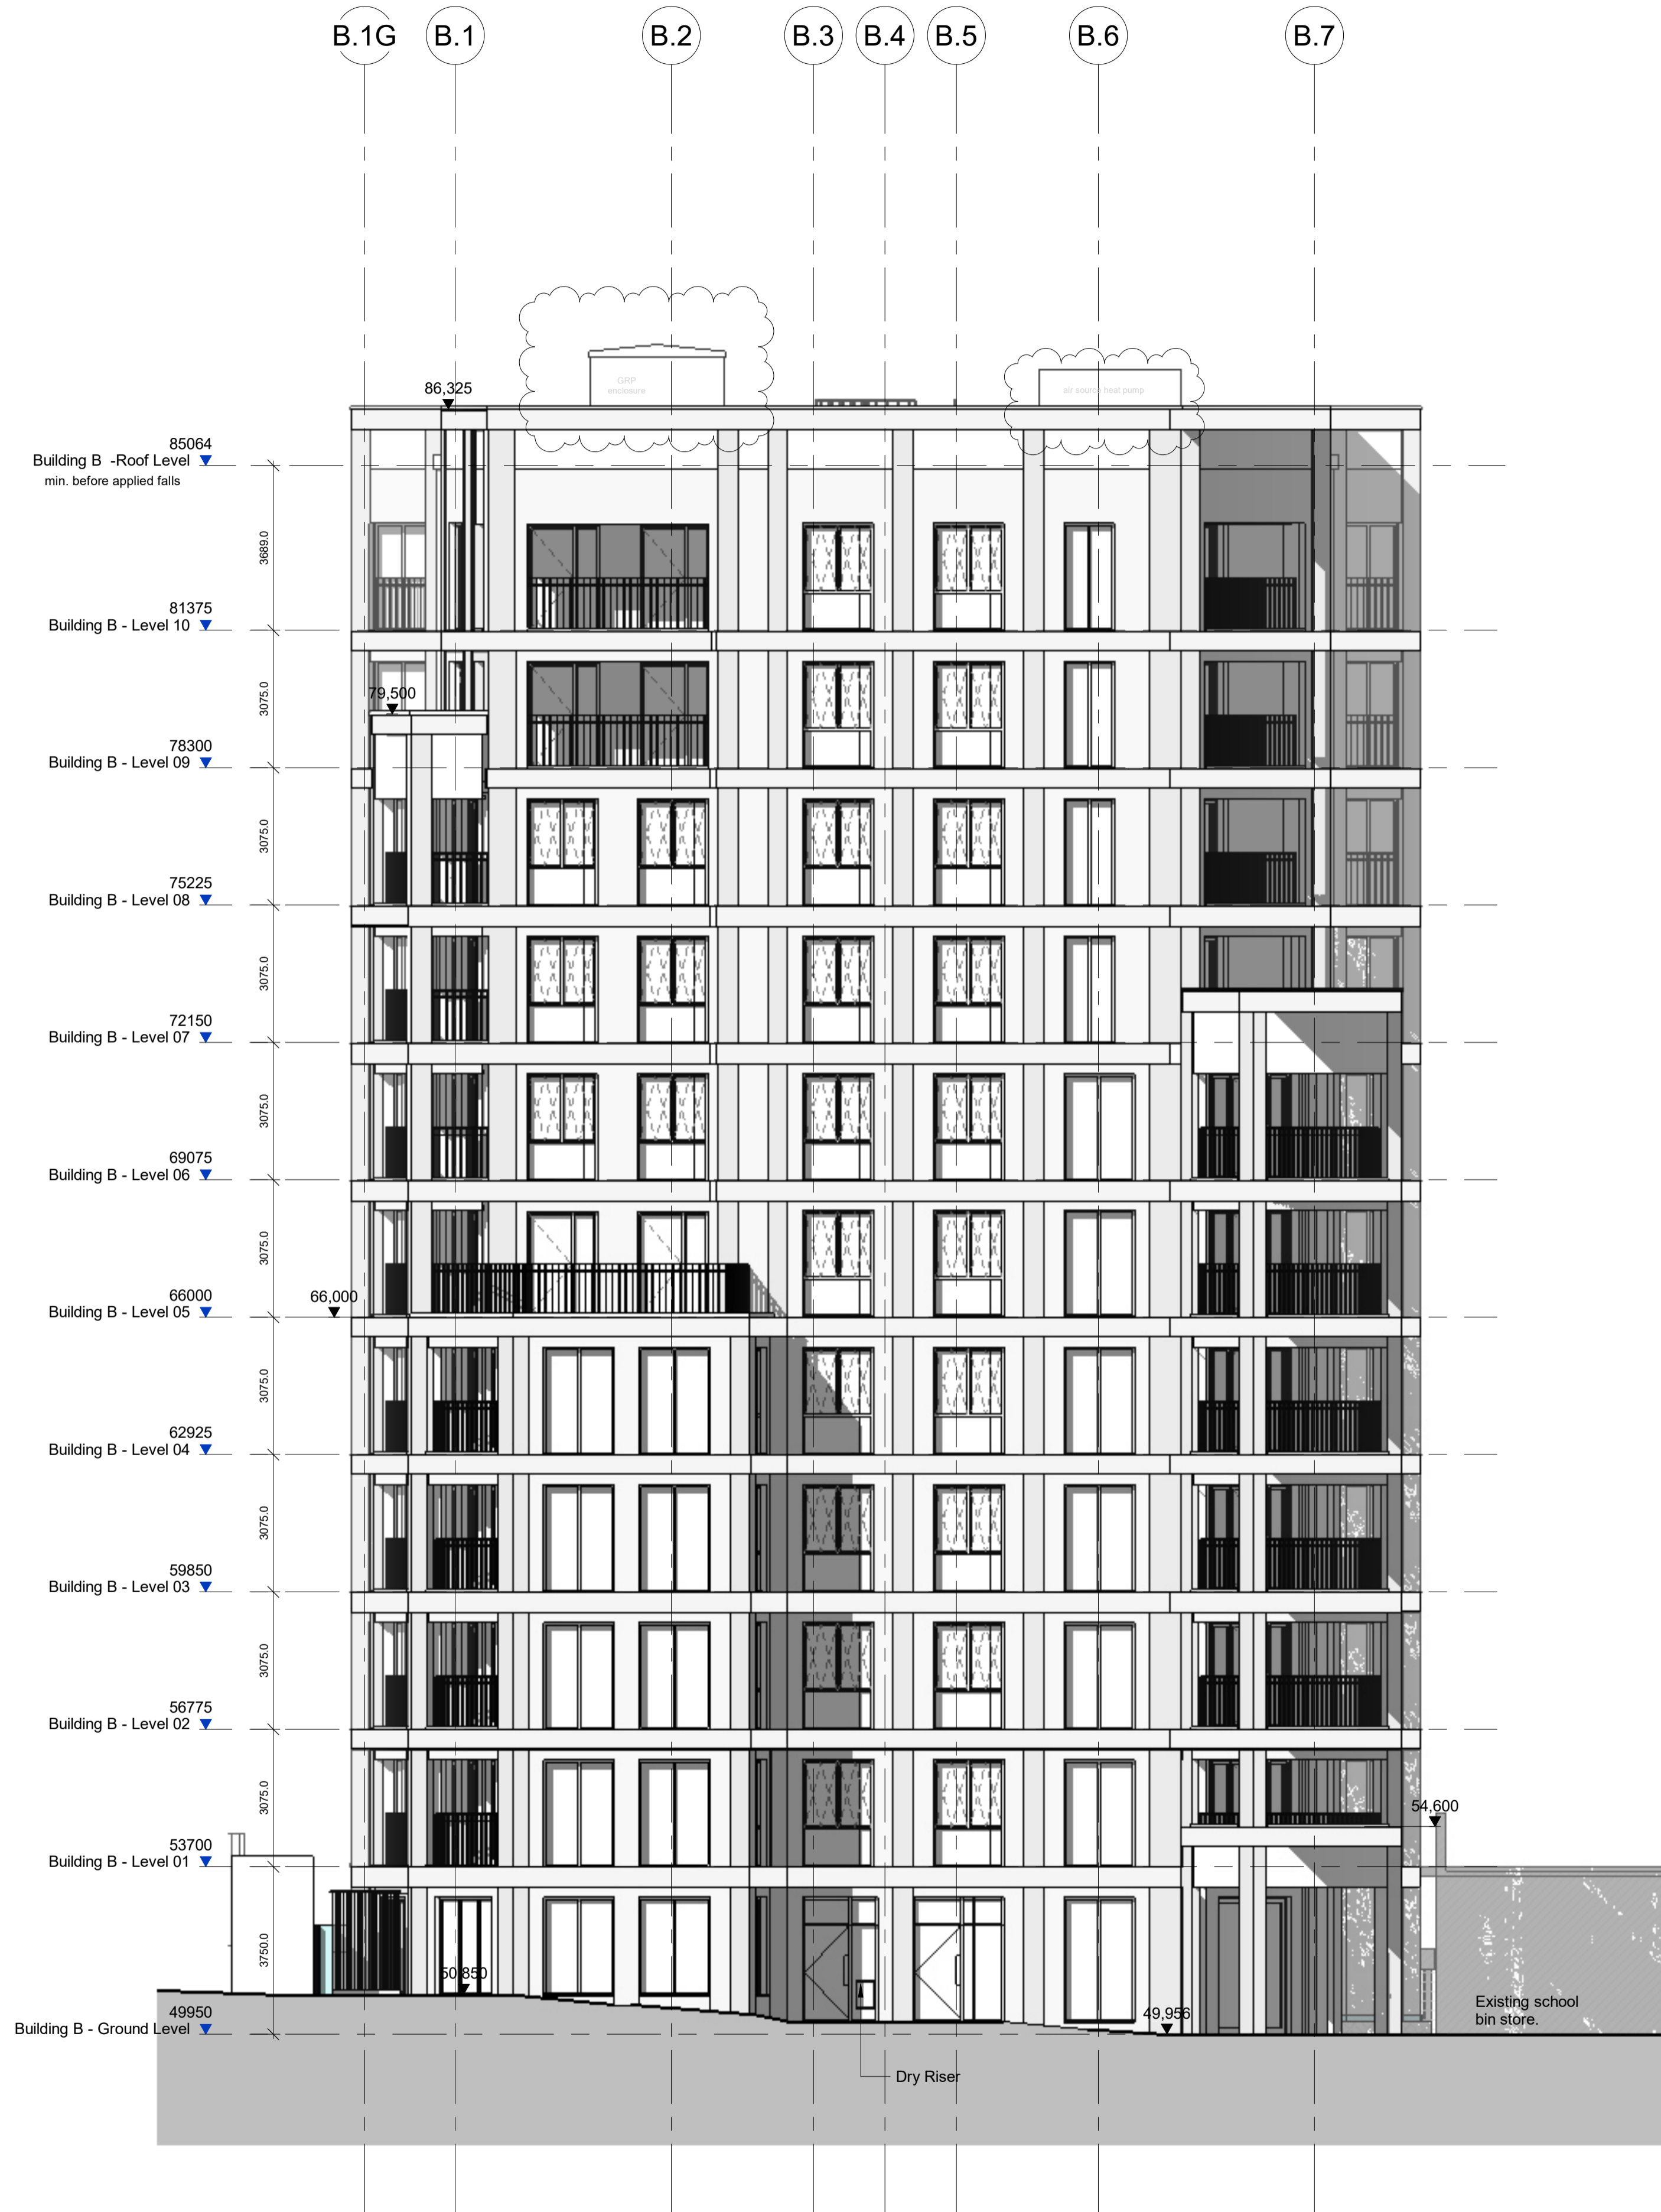 B.1G
B.1
B.2
B.3
B.4
B.5
B.6
B.7
GRP
enclosure
air source heat pump
86,325
85064
Building B -Roof Level
min. before applied falls
3689.0
81375
Building B - Level 10
3075.0
79,500
78300
Building B - Level 09
3075.0
75225
Building B - Level 08
3075.0
72150
Building B - Level 07
3075.0
69075
Building B - Level 06
3075.0
66000
66,000
Building B - Level 05
3075.0
62925
Building B - Level 04
3075.0
59850
Building B - Level 03
3075.0
56775
Building B - Level 02
3075.0
54,600
53700
Building B - Level 01
3750.0
50,850
49950
Building B - Ground Level
49,956
Existing school
bin store.
Dry Riser